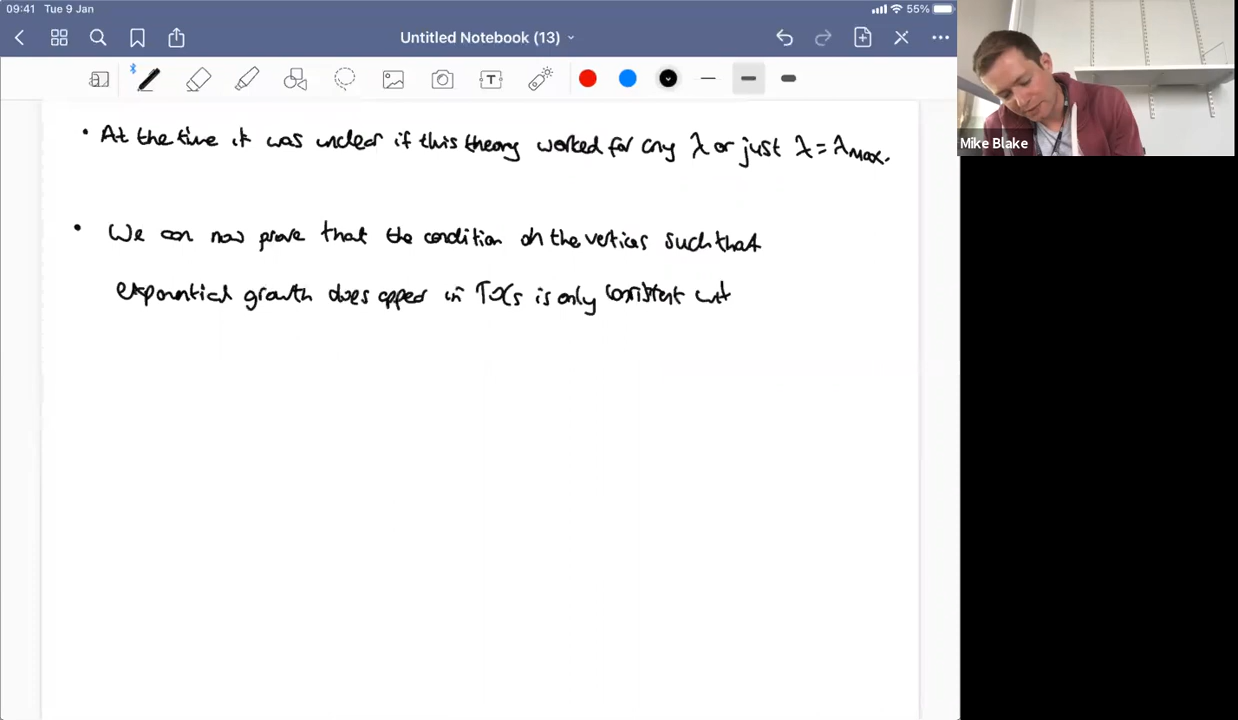 09:41 Tue 9 Jan
55%
Untitled Notebook (13)
T
Mike Blake
• At the time it was unclear if this theory worked for any λ or just λ = λmax.
• We can now prove that the condition on the vertices such that
exponential growth does appear in TOCs is only consistent wit